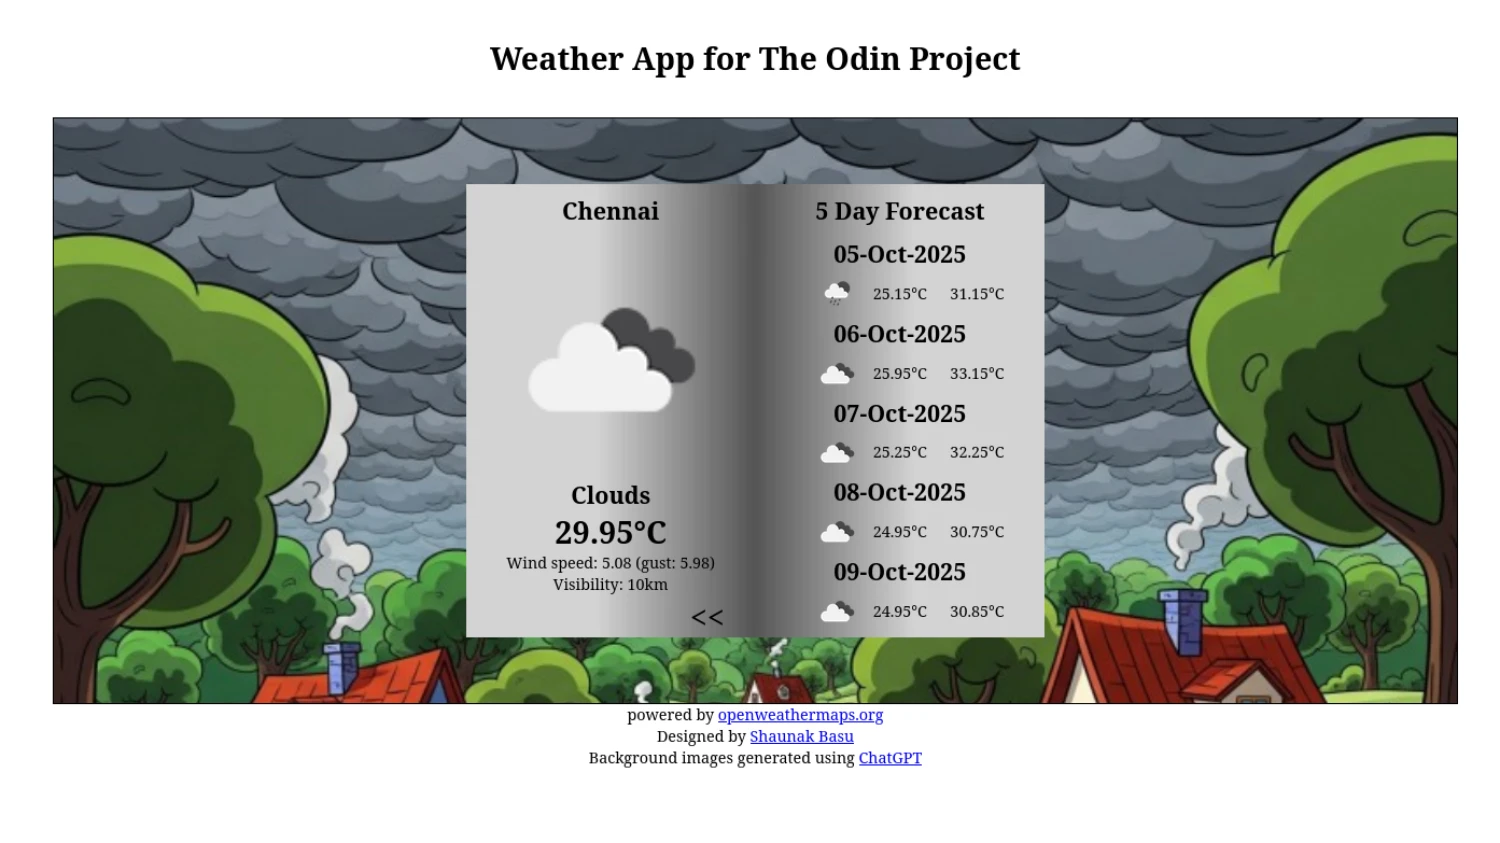 Weather App for The Odin Project
Chennai
Clouds
29.95°C
Wind speed: 5.08 (gust: 5.98)
Visibility: 10km
<<
5 Day Forecast
05-Oct-2025
25.15°C 31.15°C
06-Oct-2025
25.95°C 33.15°C
07-Oct-2025
25.25°C 32.25°C
08-Oct-2025
24.95°C 30.75°C
09-Oct-2025
24.95°C 30.85°C
powered by openweathermaps.org
Designed by Shaunak Basu
Background images generated using ChatGPT